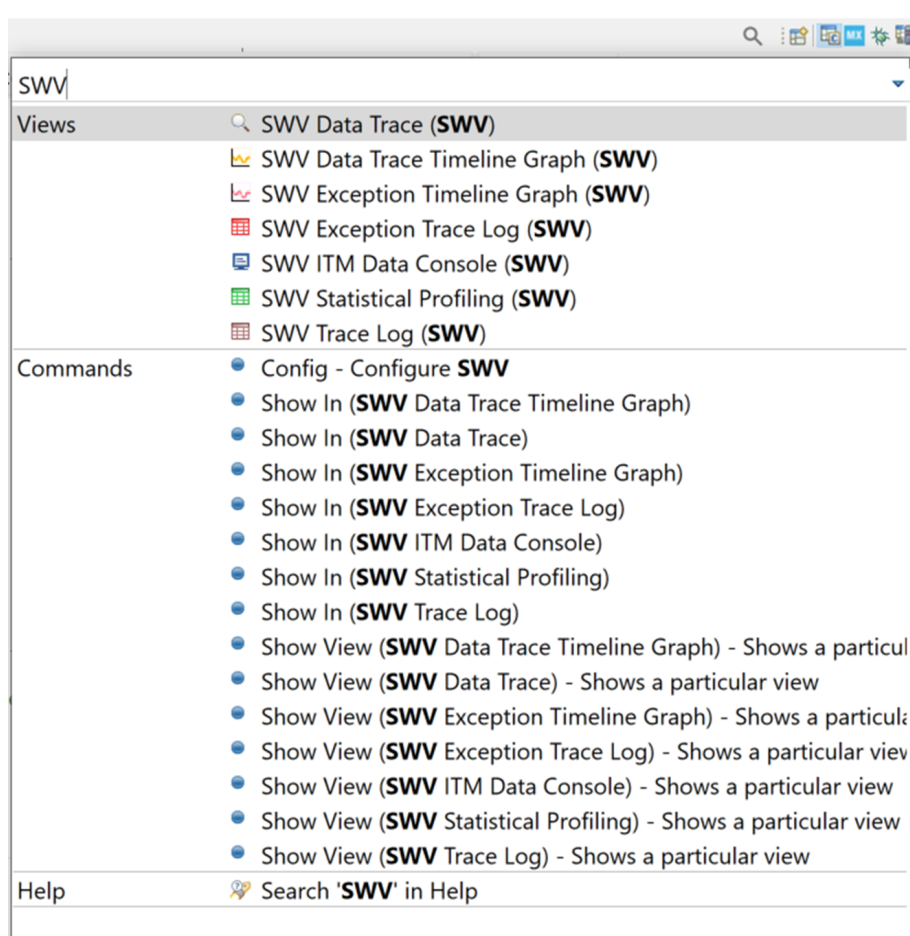 MX
SWV
Views SWV Data Trace (SWV)
SWV Data Trace Timeline Graph (SWV)
SWV Exception Timeline Graph (SWV)
SWV Exception Trace Log (SWV)
SWV ITM Data Console (SWV)
SWV Statistical Profiling (SWV)
SWV Trace Log (SWV)
Commands Config - Configure SWV
Show In (SWV Data Trace Timeline Graph)
Show In (SWV Data Trace)
Show In (SWV Exception Timeline Graph)
Show In (SWV Exception Trace Log)
Show In (SWV ITM Data Console)
Show In (SWV Statistical Profiling)
Show In (SWV Trace Log)
Show View (SWV Data Trace Timeline Graph) - Shows a particul
Show View (SWV Data Trace) - Shows a particular view
Show View (SWV Exception Timeline Graph) - Shows a particula
Show View (SWV Exception Trace Log) - Shows a particular view
Show View (SWV ITM Data Console) - Shows a particular view
Show View (SWV Statistical Profiling) - Shows a particular view
Show View (SWV Trace Log) - Shows a particular view
Help Search 'SWV' in Help